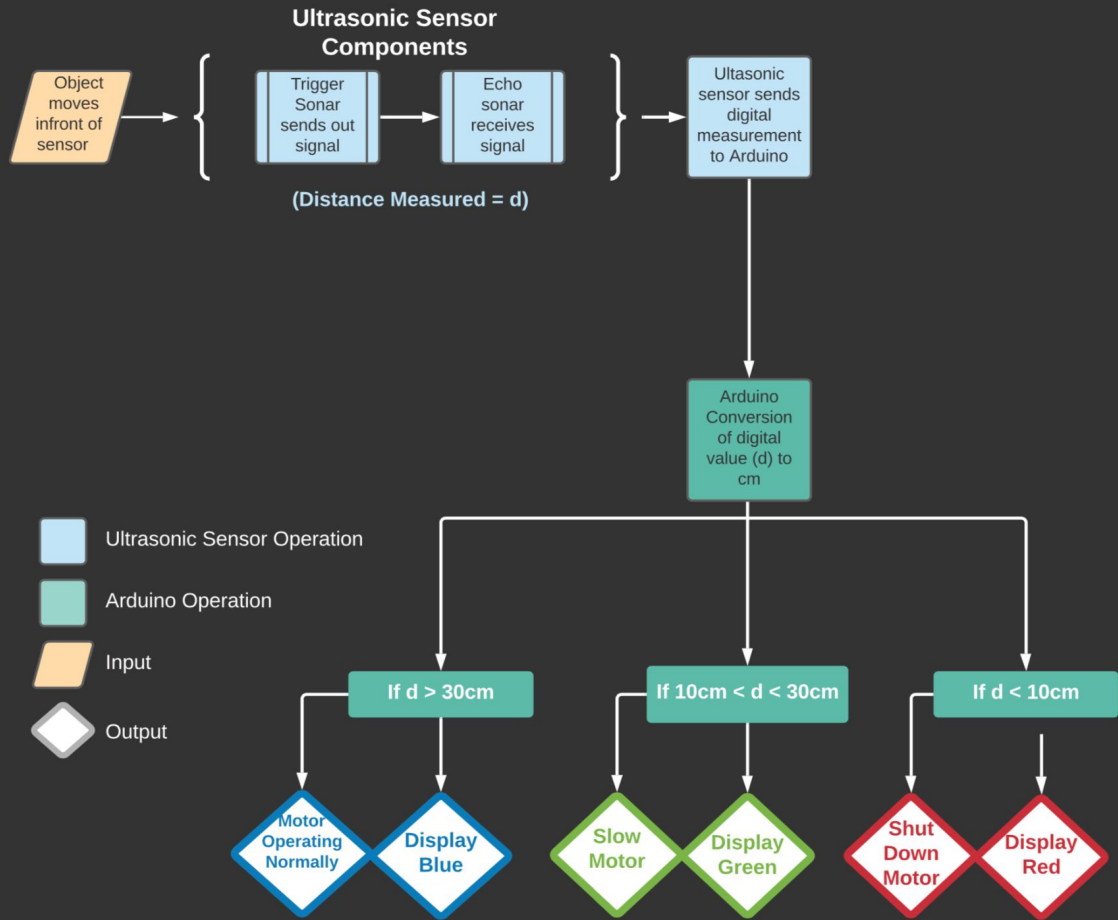 Ultrasonic Sensor
Components
Object
moves
infront of
sensor
Trigger
Sonar
sends out
signal
Echo
sonar
receives
signal
(Distance Measured = d)
Ultasonic
sensor sends
digital
measurement
to Arduino
Arduino
Conversion
of digital
value (d) to
cm
Ultrasonic Sensor Operation
Arduino Operation
Input
Output
If d > 30cm
If 10cm < d < 30cm
If d < 10cm
Motor
Operating
Normally
Display
Blue
Slow
Motor
Display
Green
Shut
Down
Motor
Display
Red